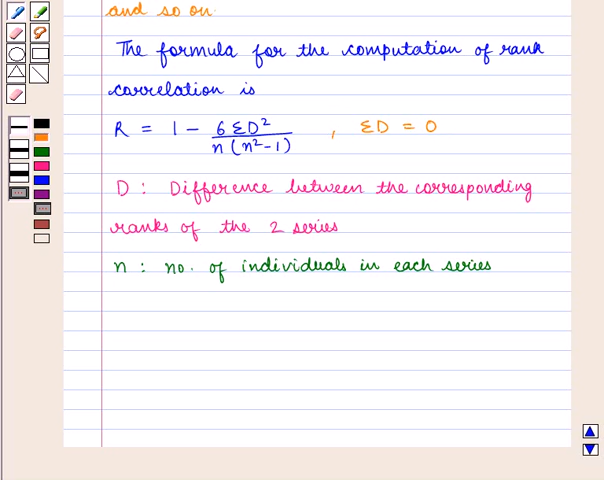 and so on.
The formula for the computation of rank
correlation is
R = 1 - 6 ΣD² / n (n² - 1) , ΣD = 0
D : Difference between the corresponding
ranks of the 2 series
n : no. of individuals in each series